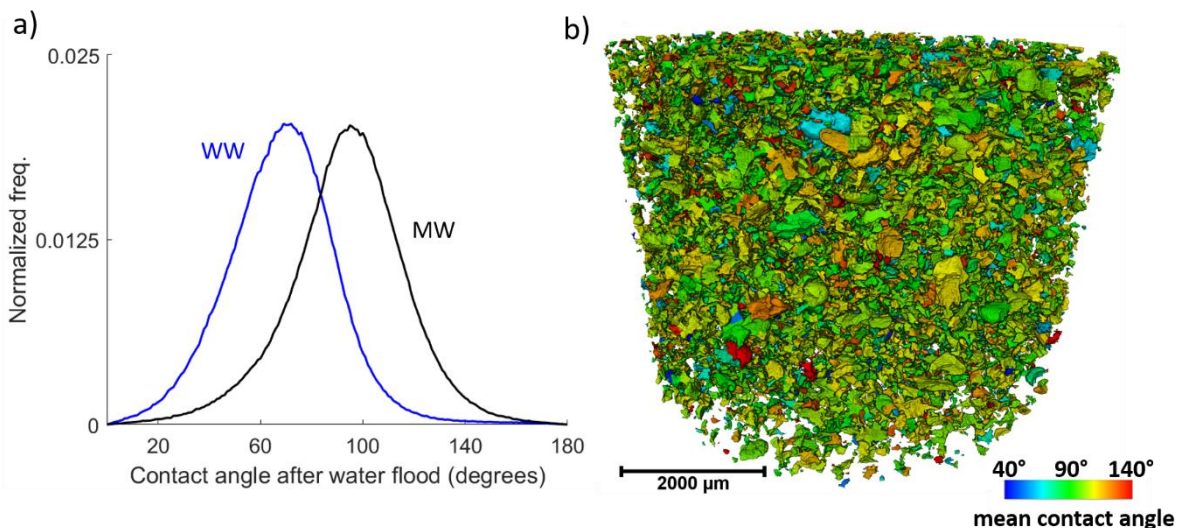 a)
0.025
WW
0.0125
MW
Normalized freq.
0
20
60
100
140
180
Contact angle after water flood (degrees)
b)
2000 µm
40° 90° 140°
mean contact angle